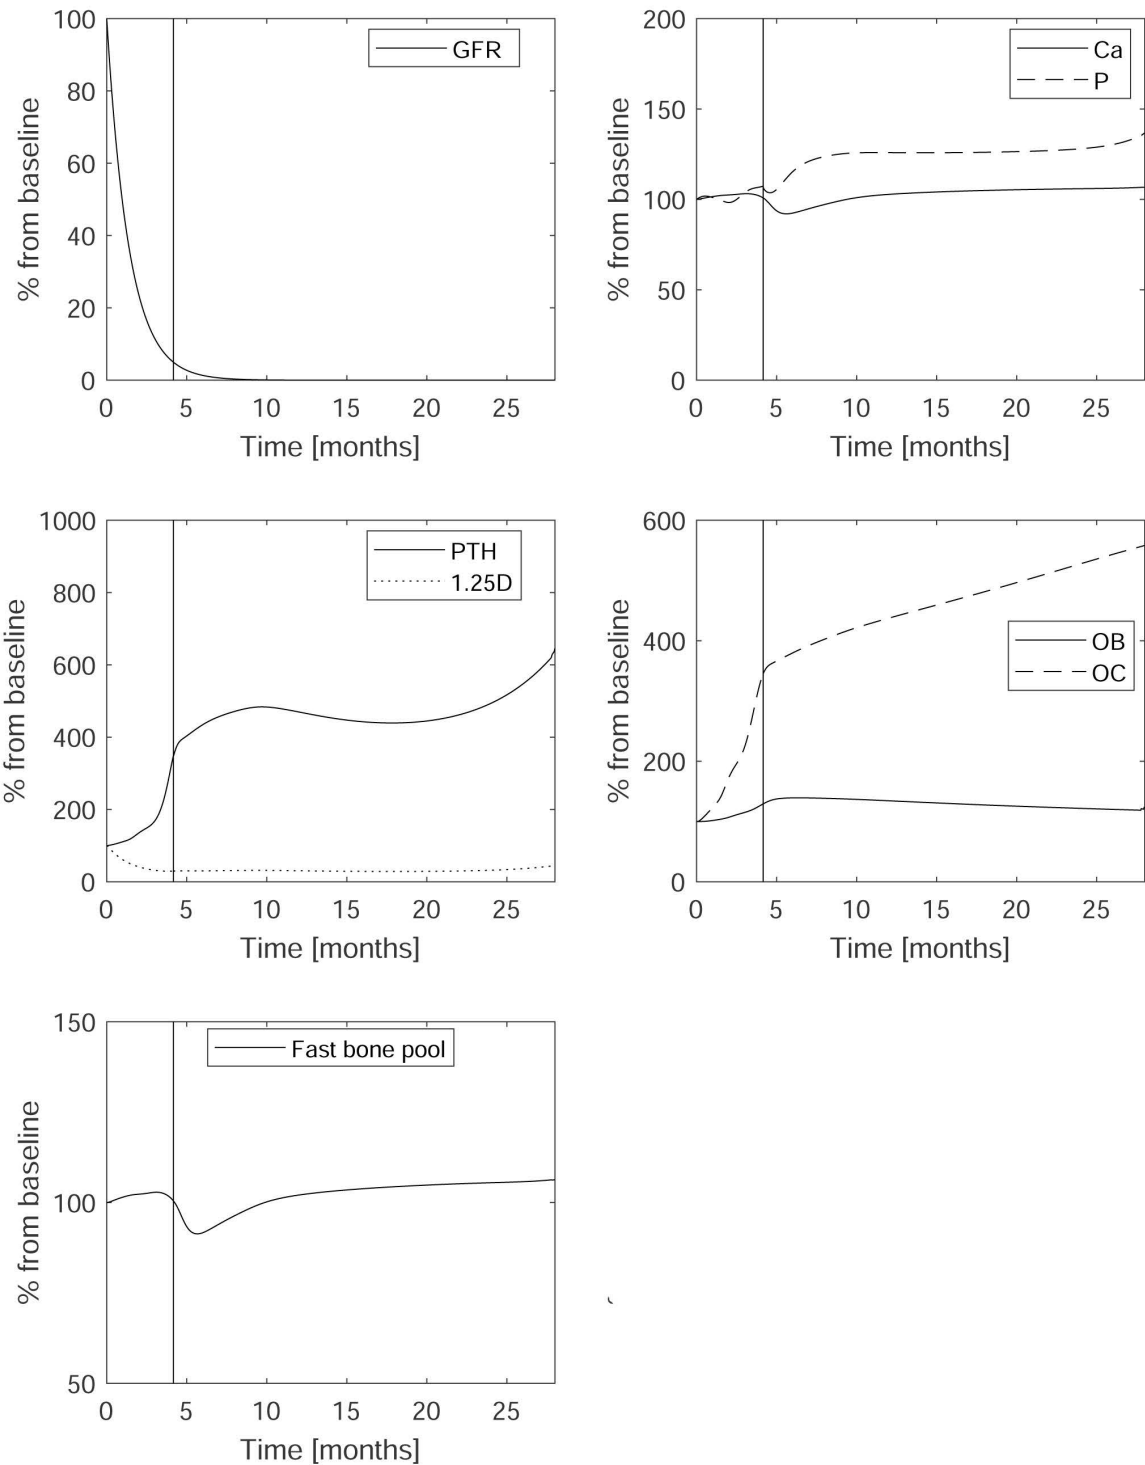 100
80
60
40
20
0
% from baseline
GFR
0 5 10 15 20 25
Time [months]
200
150
100
50
0
% from baseline
Ca
P
0 5 10 15 20 25
Time [months]
1000
800
600
400
200
0
% from baseline
PTH
1.25D
0 5 10 15 20 25
Time [months]
600
400
200
0
% from baseline
OB
OC
0 5 10 15 20 25
Time [months]
150
100
50
% from baseline
Fast bone pool
0 5 10 15 20 25
Time [months]